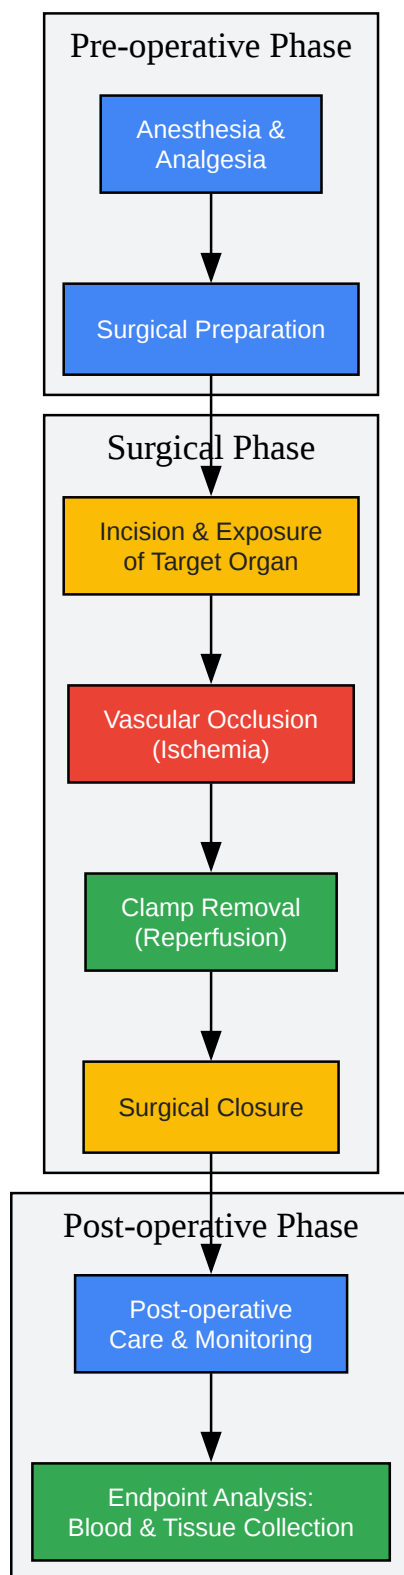 Pre-operative Phase
Anesthesia &
Analgesia
Surgical Preparation
Surgical Phase
Incision & Exposure
of Target Organ
Vascular Occlusion
(Ischemia)
Clamp Removal
(Reperfusion)
Surgical Closure
Post-operative Phase
Post-operative
Care & Monitoring
Endpoint Analysis:
Blood & Tissue Collection